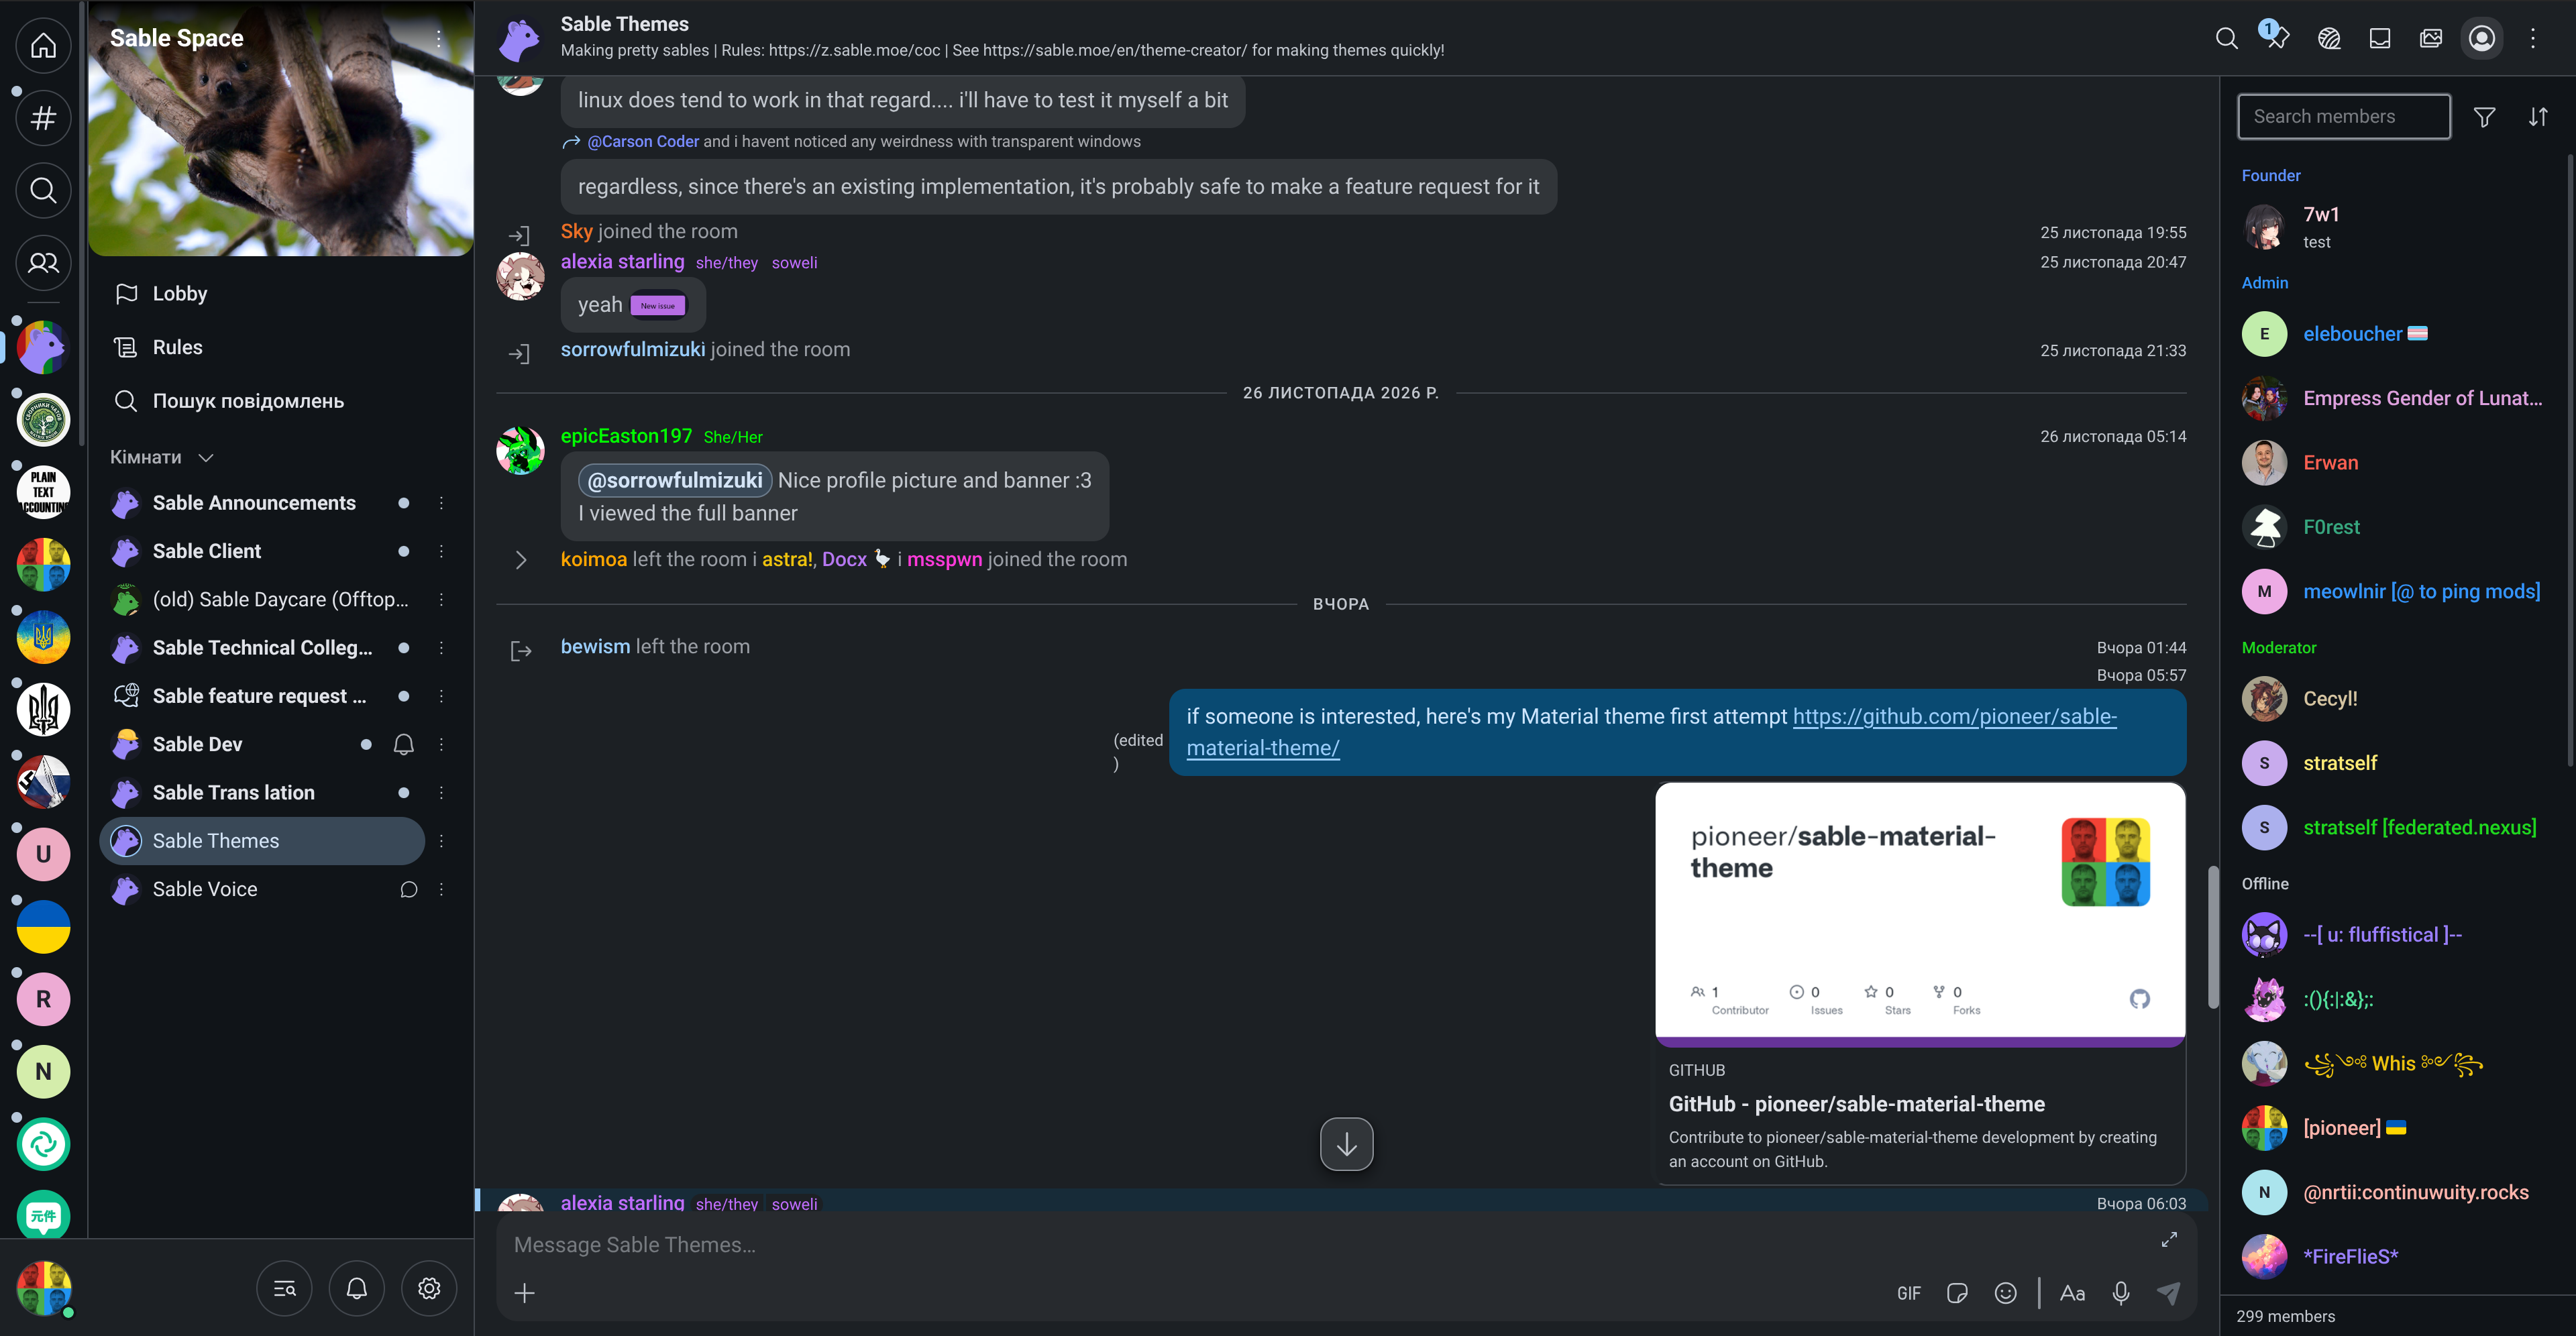 Sable Space
Lobby
Rules
Пошук повідомлень
Кімнати
Sable Announcements
Sable Client
(old) Sable Daycare (Offtop...
Sable Technical Colleg...
Sable feature request ...
Sable Dev
Sable Trans lation
Sable Themes
Sable Voice
PLAIN
TEXT
ACCOUNTING
U
R
N
元件
Sable Themes
Making pretty sables | Rules: https://z.sable.moe/coc | See https://sable.moe/en/theme-creator/ for making themes quickly!
1
linux does tend to work in that regard.... i'll have to test it myself a bit
@Carson Coder and i havent noticed any weirdness with transparent windows
regardless, since there's an existing implementation, it's probably safe to make a feature request for it
Sky joined the room 25 листопада 19:55
alexia starling she/they soweli 25 листопада 20:47
yeah New issue
sorrowfulmizuki joined the room 25 листопада 21:33
26 ЛИСТОПАДА 2026 Р.
epicEaston197 She/Her 26 листопада 05:14
@sorrowfulmizuki Nice profile picture and banner :3
I viewed the full banner
koimoa left the room і astra!, Docx 🦆 і msspwn joined the room
ВЧОРА
bewism left the room Вчора 01:44
Вчора 05:57
if someone is interested, here's my Material theme first attempt https://github.com/pioneer/sable-
material-theme/
(edited
)
pioneer/sable-material-
theme
1 0 0 0
Contributor Issues Stars Forks
GITHUB
GitHub - pioneer/sable-material-theme
Contribute to pioneer/sable-material-theme development by creating
an account on GitHub.
alexia starling she/they soweli Вчора 06:03
Message Sable Themes...
GIF Aa
Search members
Founder
7w1
test
Admin
E
eleboucher
Empress Gender of Lunat...
Erwan
F0rest
M
meowlnir [@ to ping mods]
Moderator
Cecyl!
S
stratself
S
stratself [federated.nexus]
Offline
--[ u: fluffistical ]--
:(){:|:&};:
꧁༺ Whis ༻꧂
[pioneer] 🇺🇦
N
@nrtii:continuwuity.rocks
*FireFlieS*
299 members